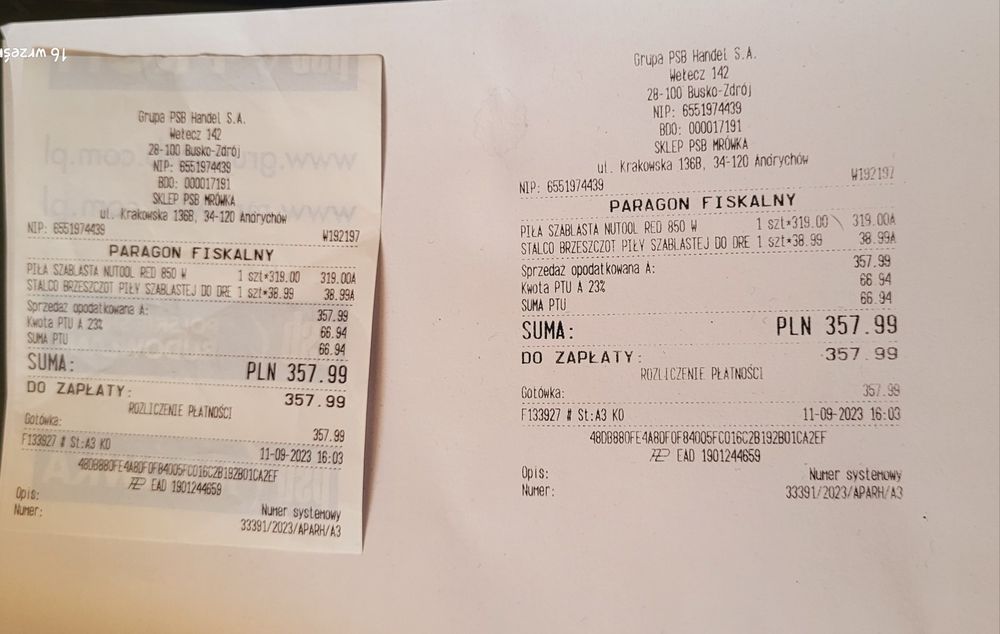 16 wrześn
Grupa PSB Handel S.A.
Wełecz 142
28-100 Busko-Zdrój
NIP: 6551974439
BDO: 000017191
SKLEP PSB MRÓWKA
ul. Krakowska 136B, 34-120 Andrychów
NIP: 6551974439 W192197
PARAGON FISKALNY
PIŁA SZABLASTA NUTOOL RED 850 W 1 szt*319.00 319.00A
STALCO BRZESZCZOT PIŁY SZABLASTEJ DO DRE 1 szt*38.99 38.99A
Sprzedaż opodatkowana A: 357.99
Kwota PTU A 23% 66.94
SUMA PTU 66.94
SUMA: PLN 357.99
DO ZAPŁATY: 357.99
ROZLICZENIE PŁATNOŚCI
Gotówka: 357.99
F133927 # St:A3 KO 11-09-2023 16:03
48DB880FE4A8DF0F84005FC016C2B192B01CA2EF
EAD 1901244659
Opis: Numer systemowy
Numer: 33391/2023/APARH/A3
Grupa PSB Handel S.A.
Wełecz 142
28-100 Busko-Zdrój
NIP: 6551974439
BDO: 000017191
SKLEP PSB MRÓWKA
ul. Krakowska 136B, 34-120 Andrychów
NIP: 6551974439 W192197
PARAGON FISKALNY
PIŁA SZABLASTA NUTOOL RED 850 W 1 szt*319.00 319.00A
STALCO BRZESZCZOT PIŁY SZABLASTEJ DO DRE 1 szt*38.99 38.99A
Sprzedaż opodatkowana A: 357.99
Kwota PTU A 23% 66.94
SUMA PTU 66.94
SUMA: PLN 357.99
DO ZAPŁATY: 357.99
ROZLICZENIE PŁATNOŚCI
Gotówka: 357.99
F133927 # St:A3 KO 11-09-2023 16:03
48DB880FE4A8DF0F84005FC016C2B192B01CA2EF
EAD 1901244659
Opis: Numer systemowy
Numer: 33391/2023/APARH/A3